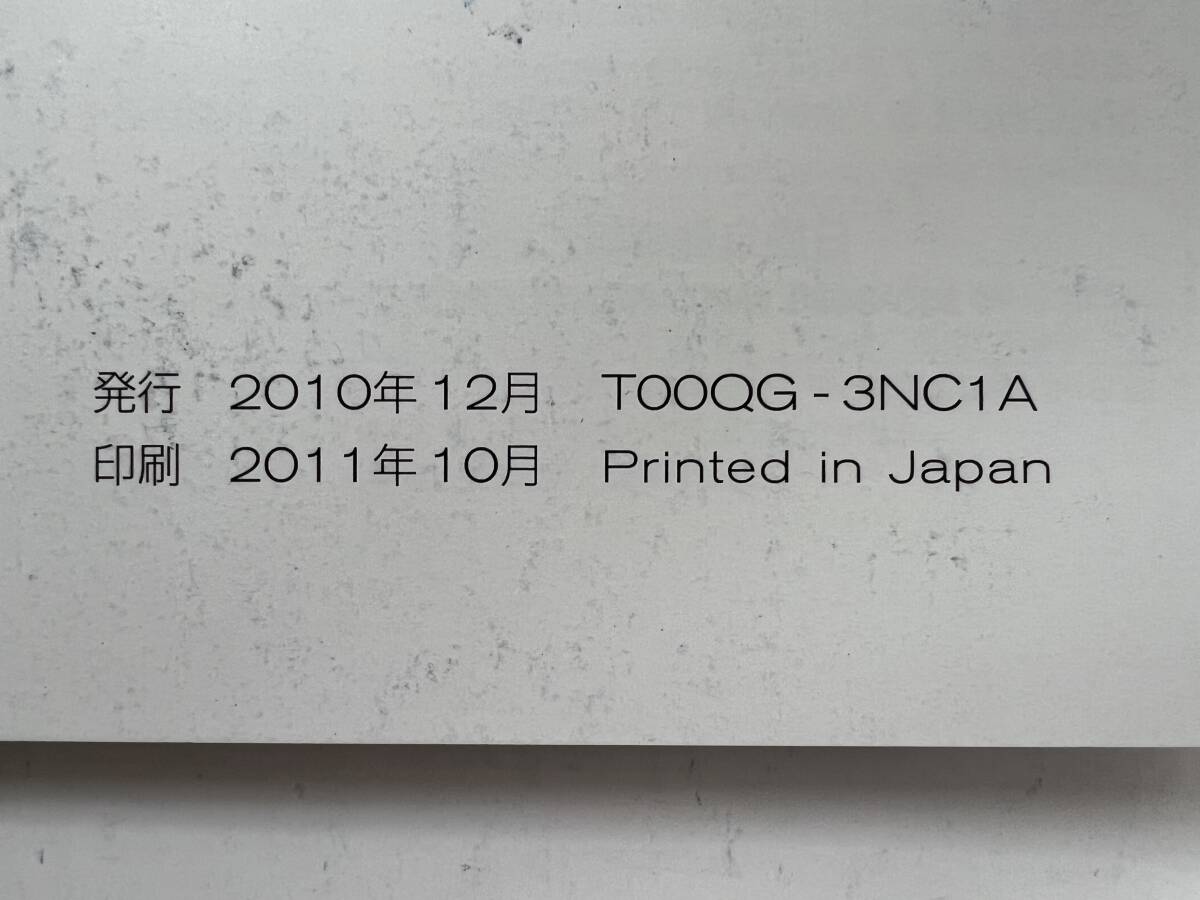 発行 2010年12月 T00QG-3NC1A
印刷 2011年10月 Printed in Japan